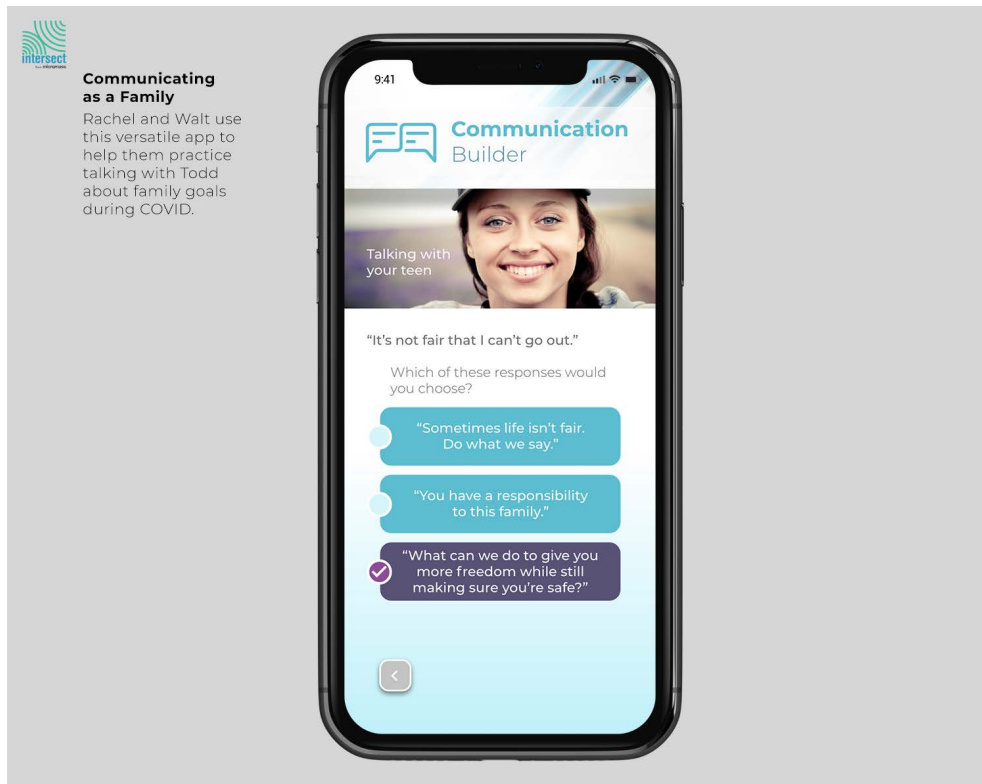 intersect
Communicating
as a Family
Rachel and Walt use
this versatile app to
help them practice
talking with Todd
about family goals
during COVID.
9:41
Communication
Builder
Talking with
your teen
“It’s not fair that I can’t go out.”
Which of these responses would
you choose?
“Sometimes life isn’t fair.
Do what we say.”
“You have a responsibility
to this family.”
“What can we do to give you
more freedom while still
making sure you’re safe?”